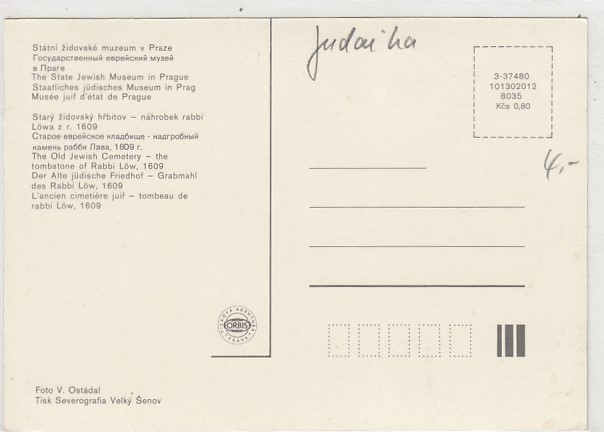 Státní židovské muzeum v Praze
Государственный еврейский музей
в Праге
The State Jewish Museum in Prague
Staatliches jüdisches Museum in Prag
Musée juif d'état de Prague
Starý židovský hřbitov – náhrobek rabbi
Löwa z r. 1609
Старое еврейское кладбище - надгробный
камень рабби Лава, 1609 г.
The Old Jewish Cemetery – the
tombstone of Rabbi Löw, 1609
Der Alte jüdische Friedhof – Grabmahl
des Rabbi Löw, 1609
L'ancien cimetière juif – tombeau de
rabbi Löw, 1609
TISKOVÁ AGENTURA
ORBIS
PRAHA
Foto V. Ostádal
Tisk Severografia Velký Šenov
Judaika
3-37480
101302012
8035
Kčs 0,80
4,-